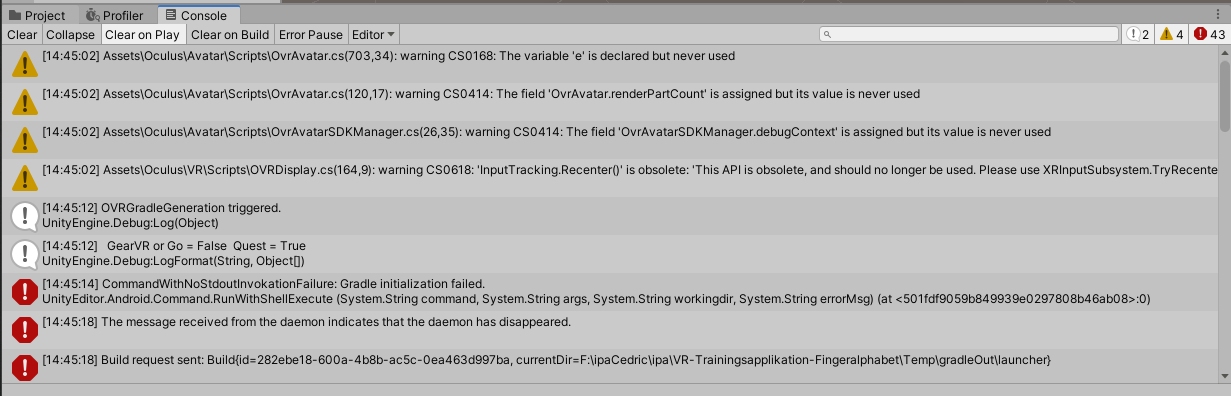 Project Profiler Console
Clear Collapse Clear on Play Clear on Build Error Pause Editor 2 4 43
[14:45:02] Assets\Oculus\Avatar\Scripts\OvrAvatar.cs(703,34): warning CS0168: The variable 'e' is declared but never used
[14:45:02] Assets\Oculus\Avatar\Scripts\OvrAvatar.cs(120,17): warning CS0414: The field 'OvrAvatar.renderPartCount' is assigned but its value is never used
[14:45:02] Assets\Oculus\Avatar\Scripts\OvrAvatarSDKManager.cs(26,35): warning CS0414: The field 'OvrAvatarSDKManager.debugContext' is assigned but its value is never used
[14:45:02] Assets\Oculus\VR\Scripts\OVRDisplay.cs(164,9): warning CS0618: 'InputTracking.Recenter()' is obsolete: 'This API is obsolete, and should no longer be used. Please use XRInputSubsystem.TryRecente
[14:45:12] OVRGradleGeneration triggered.
UnityEngine.Debug:Log(Object)
[14:45:12]   GearVR or Go = False  Quest = True
UnityEngine.Debug:LogFormat(String, Object[])
[14:45:14] CommandWithNoStdoutInvokationFailure: Gradle initialization failed.
UnityEditor.Android.Command.RunWithShellExecute (System.String command, System.String args, System.String workingdir, System.String errorMsg) (at <501fdf9059b849939e0297808b46ab08>:0)
[14:45:18] The message received from the daemon indicates that the daemon has disappeared.
[14:45:18] Build request sent: Build{id=282ebe18-600a-4b8b-ac5c-0ea463d997ba, currentDir=F:\ipaCedric\ipa\VR-Trainingsapplikation-Fingeralphabet\Temp\gradleOut\launcher}